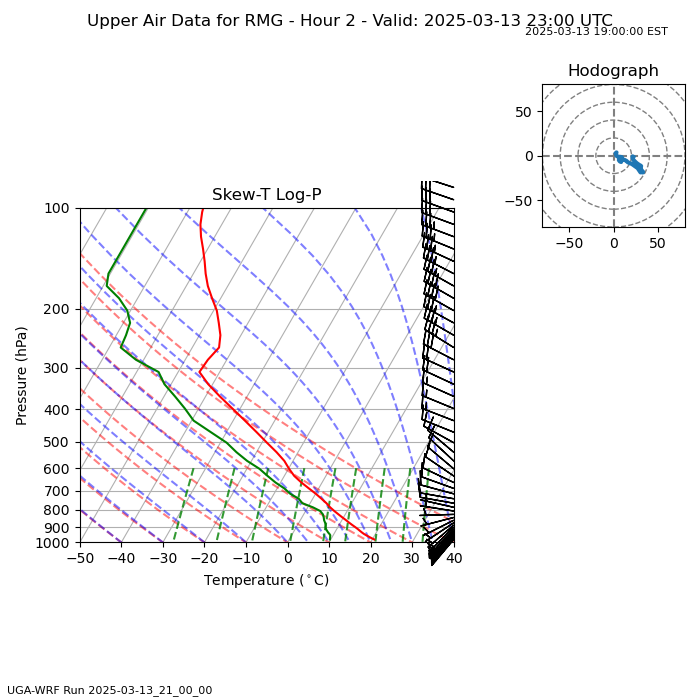 Upper Air Data for RMG - Hour 2 - Valid: 2025-03-13 23:00 UTC
2025-03-13 19:00:00 EST
Hodograph
50
0
−50
−50 0 50
Skew-T Log-P
100
200
300
400
500
600
700
800
900
1000
Pressure (hPa)
−50 −40 −30 −20 −10 0 10 20 30 40
Temperature (°C)
UGA-WRF Run 2025-03-13_21_00_00